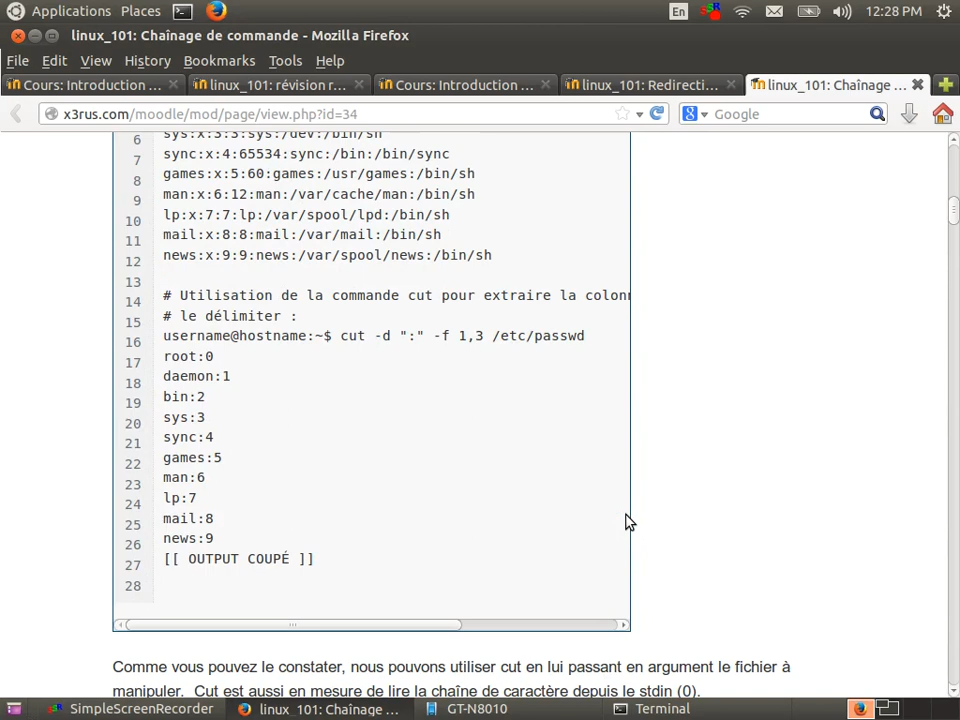 Applications Places En 12:28 PM
linux_101: Chaînage de commande - Mozilla Firefox
File Edit View History Bookmarks Tools Help
Cours: Introduction ... linux_101: révision r... Cours: Introduction ... linux_101: Redirecti... linux_101: Chaînage ...
x3rus.com/moodle/mod/page/view.php?id=34 Google
6 sys:x:3:3:sys:/dev:/bin/sh
7 sync:x:4:65534:sync:/bin:/bin/sync
8 games:x:5:60:games:/usr/games:/bin/sh
9 man:x:6:12:man:/var/cache/man:/bin/sh
10 lp:x:7:7:lp:/var/spool/lpd:/bin/sh
11 mail:x:8:8:mail:/var/mail:/bin/sh
12 news:x:9:9:news:/var/spool/news:/bin/sh
13
14 # Utilisation de la commande cut pour extraire la colon
15 # le délimiter :
16 username@hostname:~$ cut -d ":" -f 1,3 /etc/passwd
17 root:0
18 daemon:1
19 bin:2
20 sys:3
21 sync:4
22 games:5
23 man:6
24 lp:7
25 mail:8
26 news:9
27 [[ OUTPUT COUPÉ ]]
28
Comme vous pouvez le constater, nous pouvons utiliser cut en lui passant en argument le fichier à
manipuler. Cut est aussi en mesure de lire la chaîne de caractère depuis le stdin (0).
SimpleScreenRecorder linux_101: Chaînage ... GT-N8010 Terminal